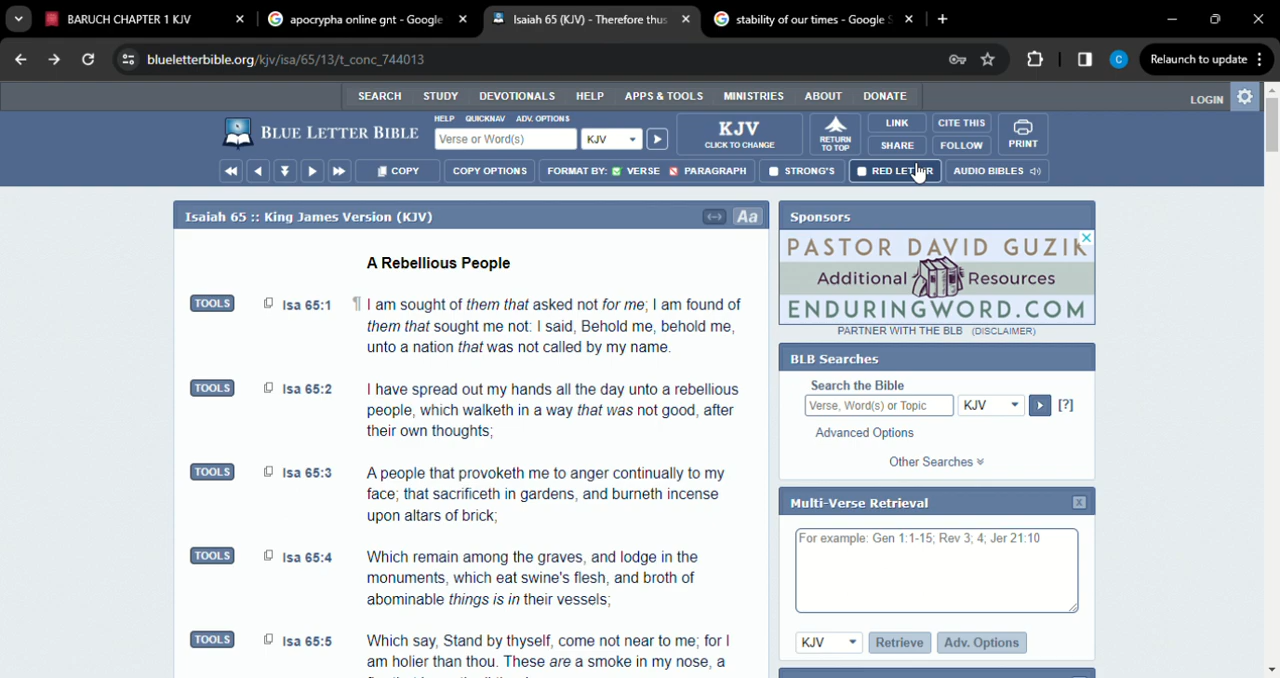 BARUCH CHAPTER 1 KJV
apocrypha online gnt - Google
Isaiah 65 (KJV) - Therefore thus
stability of our times - Google S
blueletterbible.org/kjv/isa/65/13/t_conc_744013
C
Relaunch to update
SEARCH STUDY DEVOTIONALS HELP APPS & TOOLS MINISTRIES ABOUT DONATE
LOGIN
BLUE LETTER BIBLE
HELP QUICKNAV ADV. OPTIONS
Verse or Word(s) KJV
KJV
CLICK TO CHANGE
RETURN
TO TOP
LINK CITE THIS
SHARE FOLLOW
PRINT
COPY COPY OPTIONS FORMAT BY: VERSE PARAGRAPH STRONG'S RED LETTER AUDIO BIBLES
Isaiah 65 :: King James Version (KJV)
Aa
A Rebellious People
TOOLS Isa 65:1 ¶ I am sought of them that asked not for me; I am found of
them that sought me not: I said, Behold me, behold me,
unto a nation that was not called by my name.
TOOLS Isa 65:2 I have spread out my hands all the day unto a rebellious
people, which walketh in a way that was not good, after
their own thoughts;
TOOLS Isa 65:3 A people that provoketh me to anger continually to my
face; that sacrificeth in gardens, and burneth incense
upon altars of brick;
TOOLS Isa 65:4 Which remain among the graves, and lodge in the
monuments, which eat swine's flesh, and broth of
abominable things is in their vessels;
TOOLS Isa 65:5 Which say, Stand by thyself, come not near to me; for I
am holier than thou. These are a smoke in my nose, a
Sponsors
PASTOR DAVID GUZIK
Additional Resources
ENDURINGWORD.COM
PARTNER WITH THE BLB (DISCLAIMER)
BLB Searches
Search the Bible
Verse, Word(s) or Topic KJV [?]
Advanced Options
Other Searches
Multi-Verse Retrieval X
For example: Gen 1:1-15; Rev 3; 4; Jer 21:10
KJV Retrieve Adv. Options